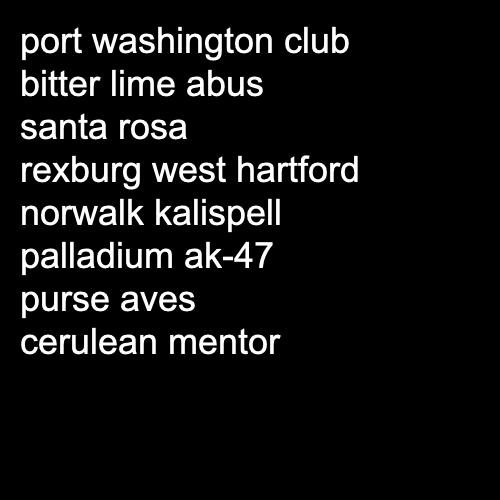 port washington club
bitter lime abus
santa rosa
rexburg west hartford
norwalk kalispell
palladium ak-47
purse aves
cerulean mentor